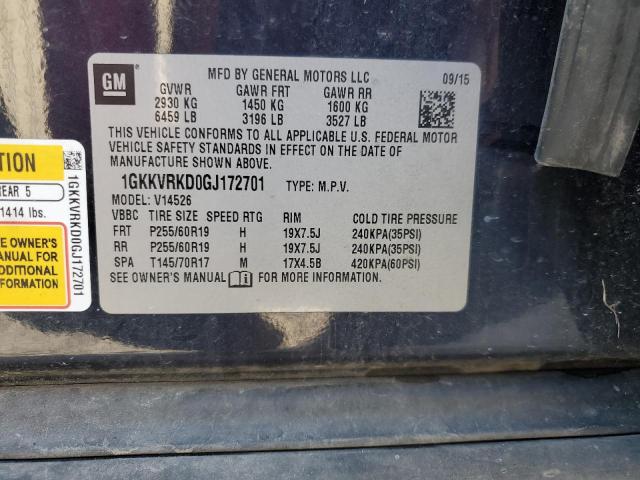 GM
MFD BY GENERAL MOTORS LLC 09/15
GVWR GAWR FRT GAWR RR
2930 KG 1450 KG 1600 KG
6459 LB 3196 LB 3527 LB
THIS VEHICLE CONFORMS TO ALL APPLICABLE U.S. FEDERAL MOTOR
VEHICLE SAFETY STANDARDS IN EFFECT ON THE DATE OF
MANUFACTURE SHOWN ABOVE.
1GKKVRKD0GJ172701 TYPE: M.P.V.
MODEL: V14526
VBBC TIRE SIZE SPEED RTG RIM COLD TIRE PRESSURE
FRT P255/60R19 H 19X7.5J 240KPA(35PSI)
RR P255/60R19 H 19X7.5J 240KPA(35PSI)
SPA T145/70R17 M 17X4.5B 420KPA(60PSI)
SEE OWNER'S MANUAL FOR MORE INFORMATION.
TION
REAR 5
1414 lbs.
E OWNER'S
MANUAL FOR
ADDITIONAL
FORMATION
1GKKVRKD0GJ172701